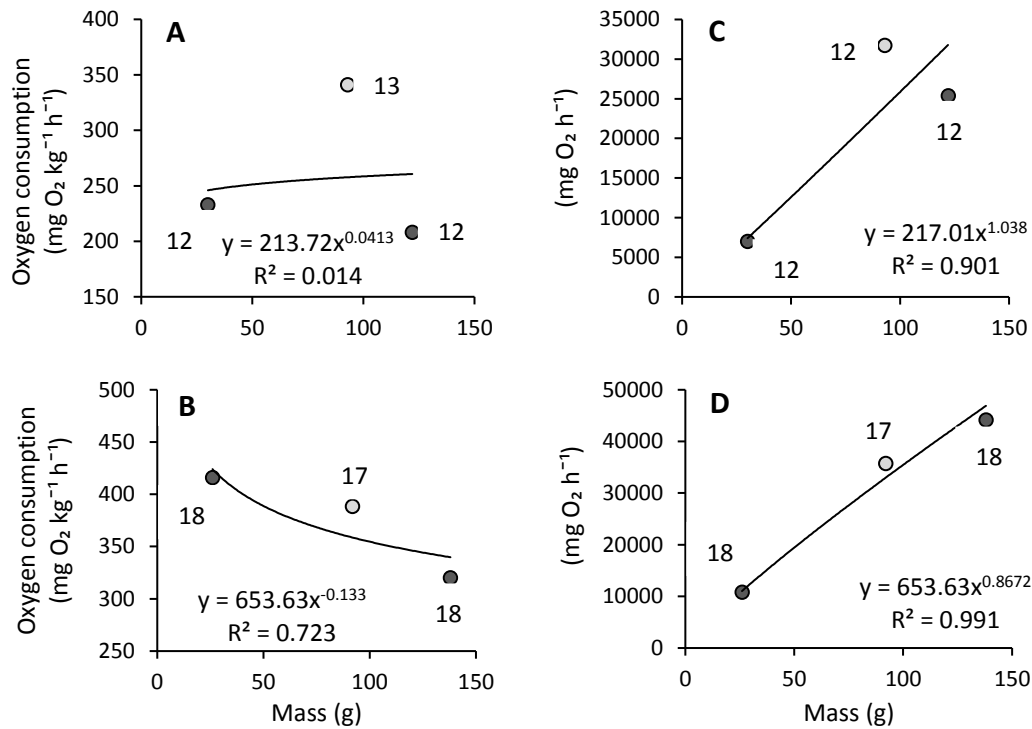 A
Oxygen consumption
(mg O₂ kg⁻¹ h⁻¹)
400
350
300
250
200
150
13
12
12
y = 213.72x^0.0413
R² = 0.014
0
50
100
150
C
(mg O₂ h⁻¹)
35000
30000
25000
20000
15000
10000
5000
0
12
12
12
y = 217.01x^1.038
R² = 0.901
0
50
100
150
B
Oxygen consumption
(mg O₂ kg⁻¹ h⁻¹)
500
450
400
350
300
250
17
18
18
y = 653.63x^-0.133
R² = 0.723
0
50
100
150
Mass (g)
D
(mg O₂ h⁻¹)
50000
40000
30000
20000
10000
0
17
18
18
y = 653.63x^0.8672
R² = 0.991
0
50
100
150
Mass (g)